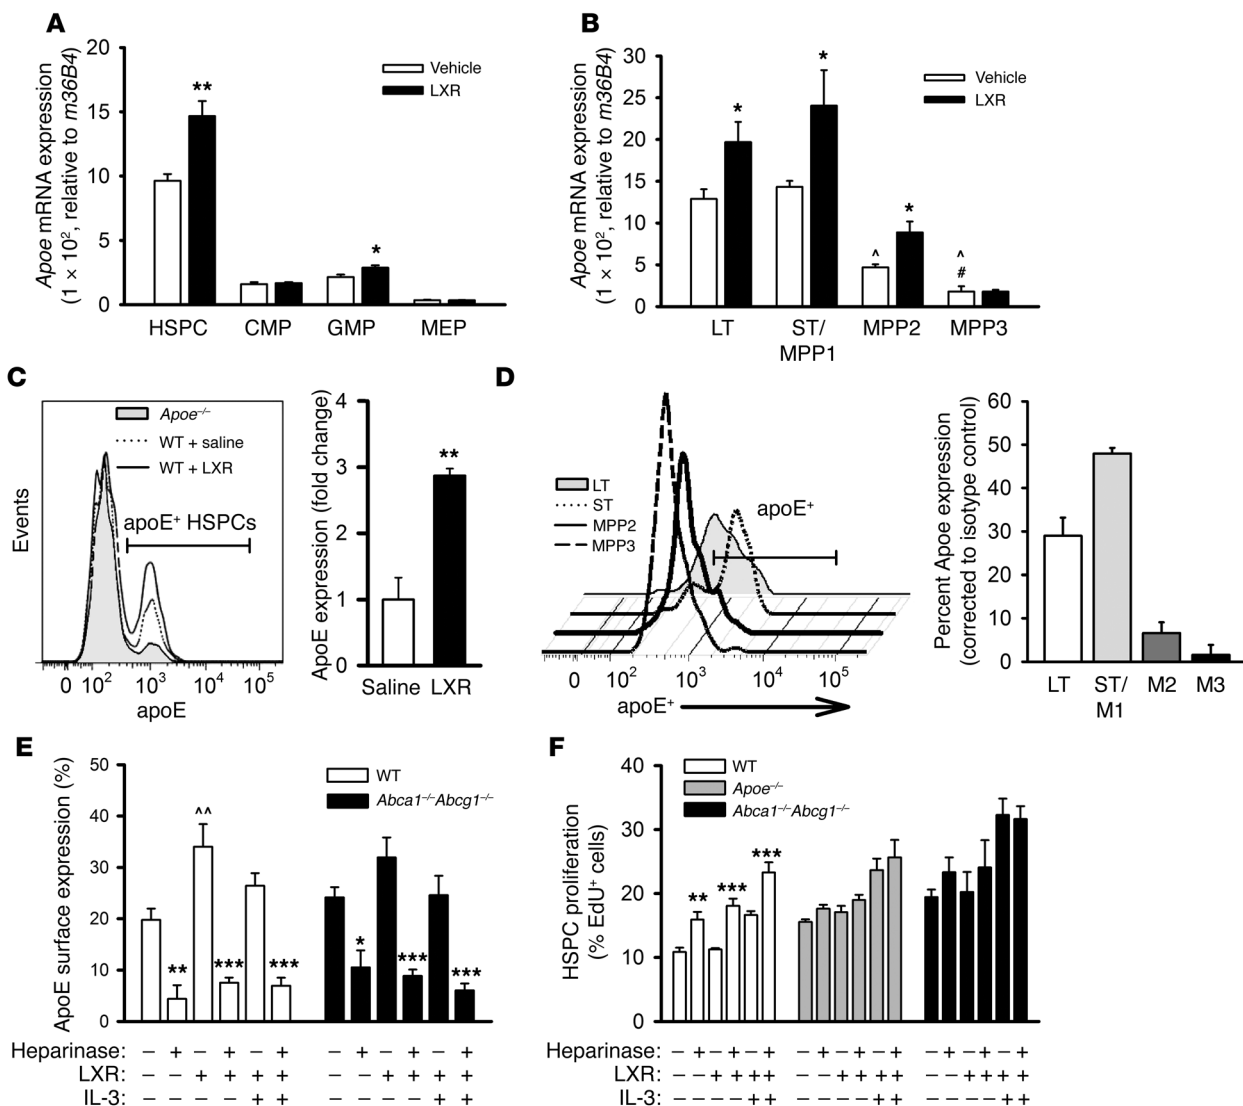 A
Apoe mRNA expression
(1 × 10², relative to m36B4)
20
15
10
5
0
Vehicle
LXR
**
*
HSPC CMP GMP MEP
B
Apoe mRNA expression
(1 × 10², relative to m36B4)
30
25
20
15
10
5
0
Vehicle
LXR
*
*
*
^
^
#
LT ST/ MPP2 MPP3
MPP1
C
Events
Apoe⁻/⁻
WT + saline
WT + LXR
apoE⁺ HSPCs
0 10² 10³ 10⁴ 10⁵
apoE
ApoE expression (fold change)
4
3
2
1
0
**
Saline LXR
D
LT
ST
MPP2
MPP3
apoE⁺
0 10² 10³ 10⁴ 10⁵
apoE⁺
Percent Apoe expression
(corrected to isotype control)
60
50
40
30
20
10
0
LT ST/ M2 M3
M1
E
ApoE surface expression (%)
50
40
30
20
10
0
WT
Abca1⁻/⁻Abcg1⁻/⁻
^^
** *** *** * *** ***
Heparinase: – + – + – + – + – + – +
LXR: – – + + + + – – + + + +
IL-3: – – – – + + – – – – + +
F
HSPC proliferation
(% EdU⁺ cells)
40
30
20
10
0
WT
Apoe⁻/⁻
Abca1⁻/⁻Abcg1⁻/⁻
** *** ***
Heparinase: – + – + – + – + – + – + – + – + – +
LXR: – – + + + + – – + + + + – – + + + +
IL-3: – – – – + + – – – – + + – – – – + +